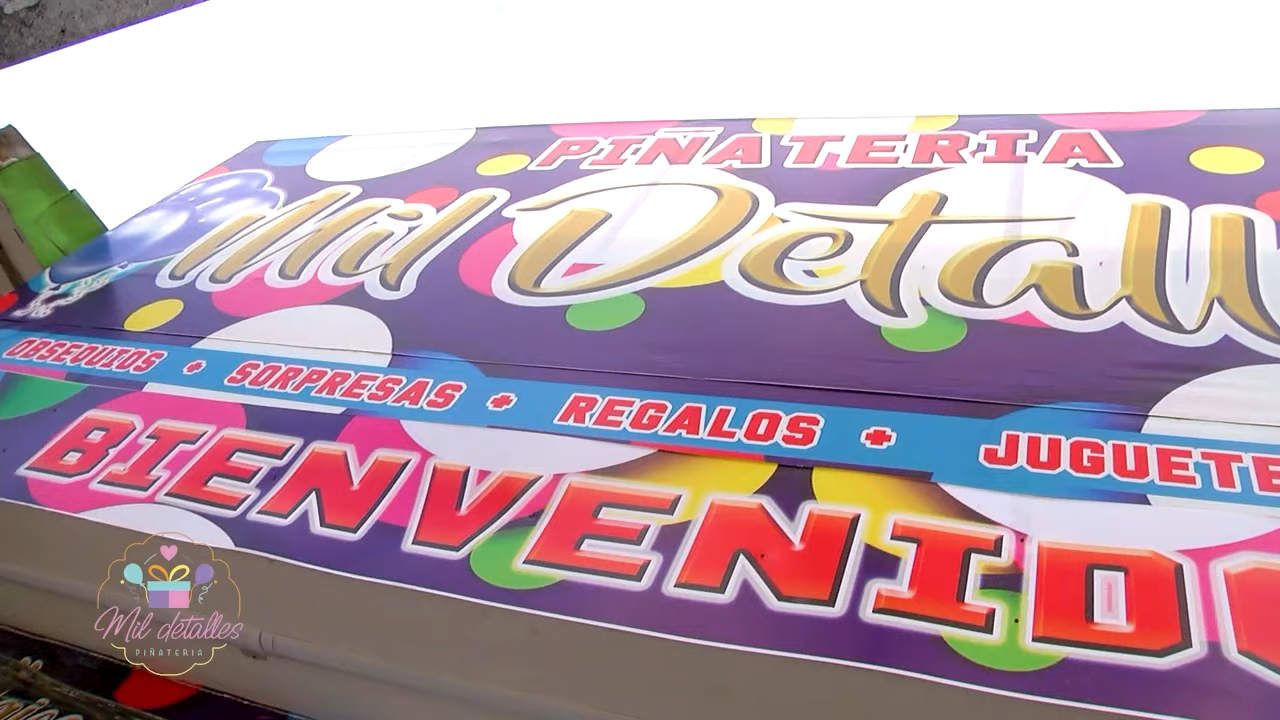 PIÑATERIA
Mil Detall
OBSEQUIOS + SORPRESAS + REGALOS + JUGUETE
BIENVENIDO
Mil detalles
PIÑATERIA